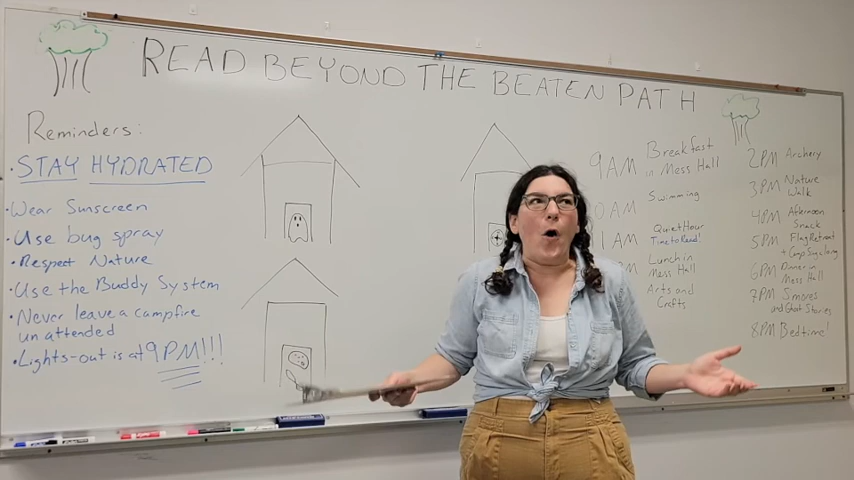 READ BEYOND THE BEATEN PATH
Reminders:
• STAY HYDRATED
• Wear Sunscreen
• Use bug spray
• Respect Nature
• Use the Buddy System
• Never leave a campfire
unattended
• Lights-out is at 9PM!!!
9AM Breakfast
in Mess Hall
0AM Swimming
1AM Quiet Hour
Time to Read!
Lunch in
Mess Hall
Arts and
Crafts
2PM Archery
3PM Nature
Walk
4PM Afternoon
Snack
5PM Flag Retreat
6PM Dinner in
Mess Hall
7PM S'mores
and Ghost Stories
8PM Bedtime!